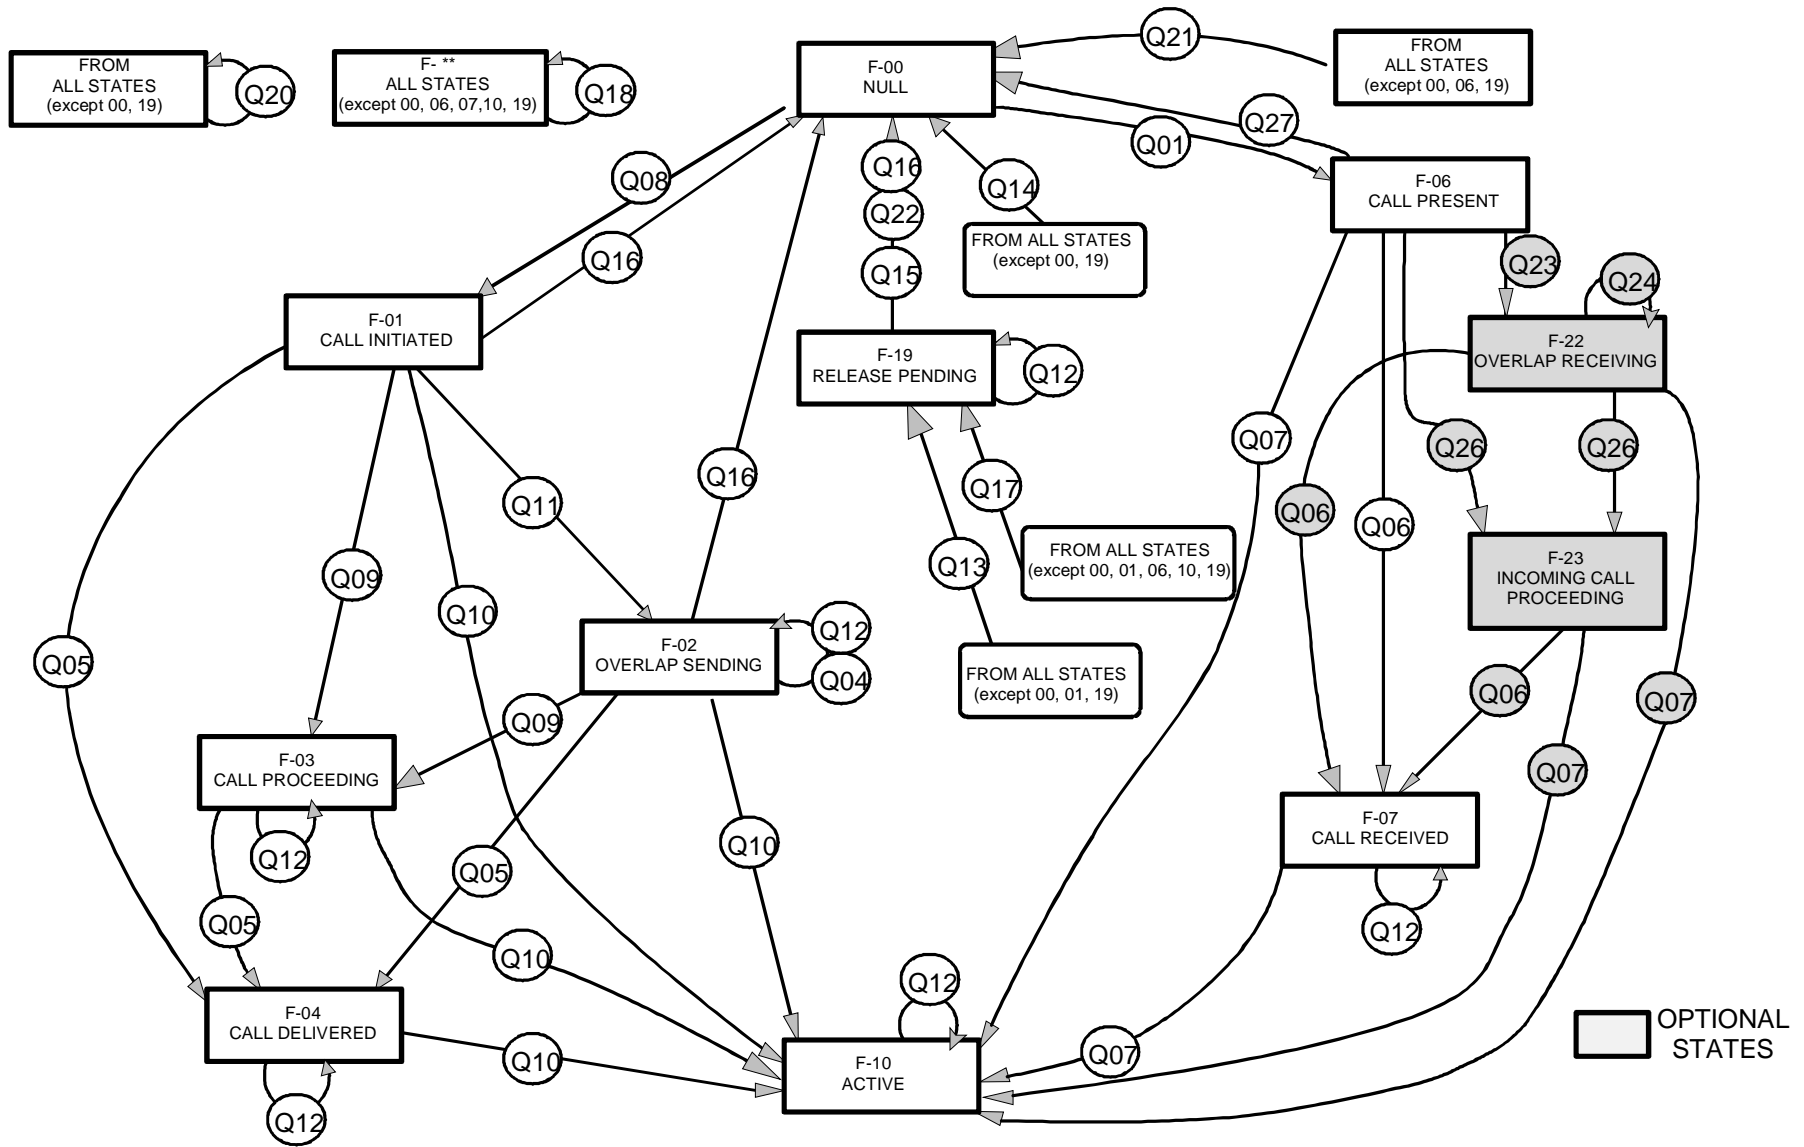 Q21
FROM
ALL STATES
(except 00, 19)
Q20
F- **
ALL STATES
(except 00, 06, 07,10, 19)
Q18
F-00
NULL
FROM
ALL STATES
(except 00, 06, 19)
Q27
Q01
Q08
Q16
Q16
Q22
Q15
Q14
F-06
CALL PRESENT
FROM ALL STATES
(except 00, 19)
Q23
Q24
F-01
CALL INITIATED
F-19
RELEASE PENDING
Q12
F-22
OVERLAP RECEIVING
Q07
Q26
Q26
Q16
Q11
Q17
Q06
Q06
FROM ALL STATES
(except 00, 01, 06, 10, 19)
Q13
Q09
Q10
F-23
INCOMING CALL
PROCEEDING
Q05
F-02
OVERLAP SENDING
Q12
Q04
FROM ALL STATES
(except 00, 01, 19)
Q06
Q07
Q09
F-03
CALL PROCEEDING
Q07
F-07
CALL RECEIVED
Q12
Q05
Q10
Q05
Q12
Q10
Q12
F-04
CALL DELIVERED
Q10
Q12
F-10
ACTIVE
Q07
OPTIONAL
STATES